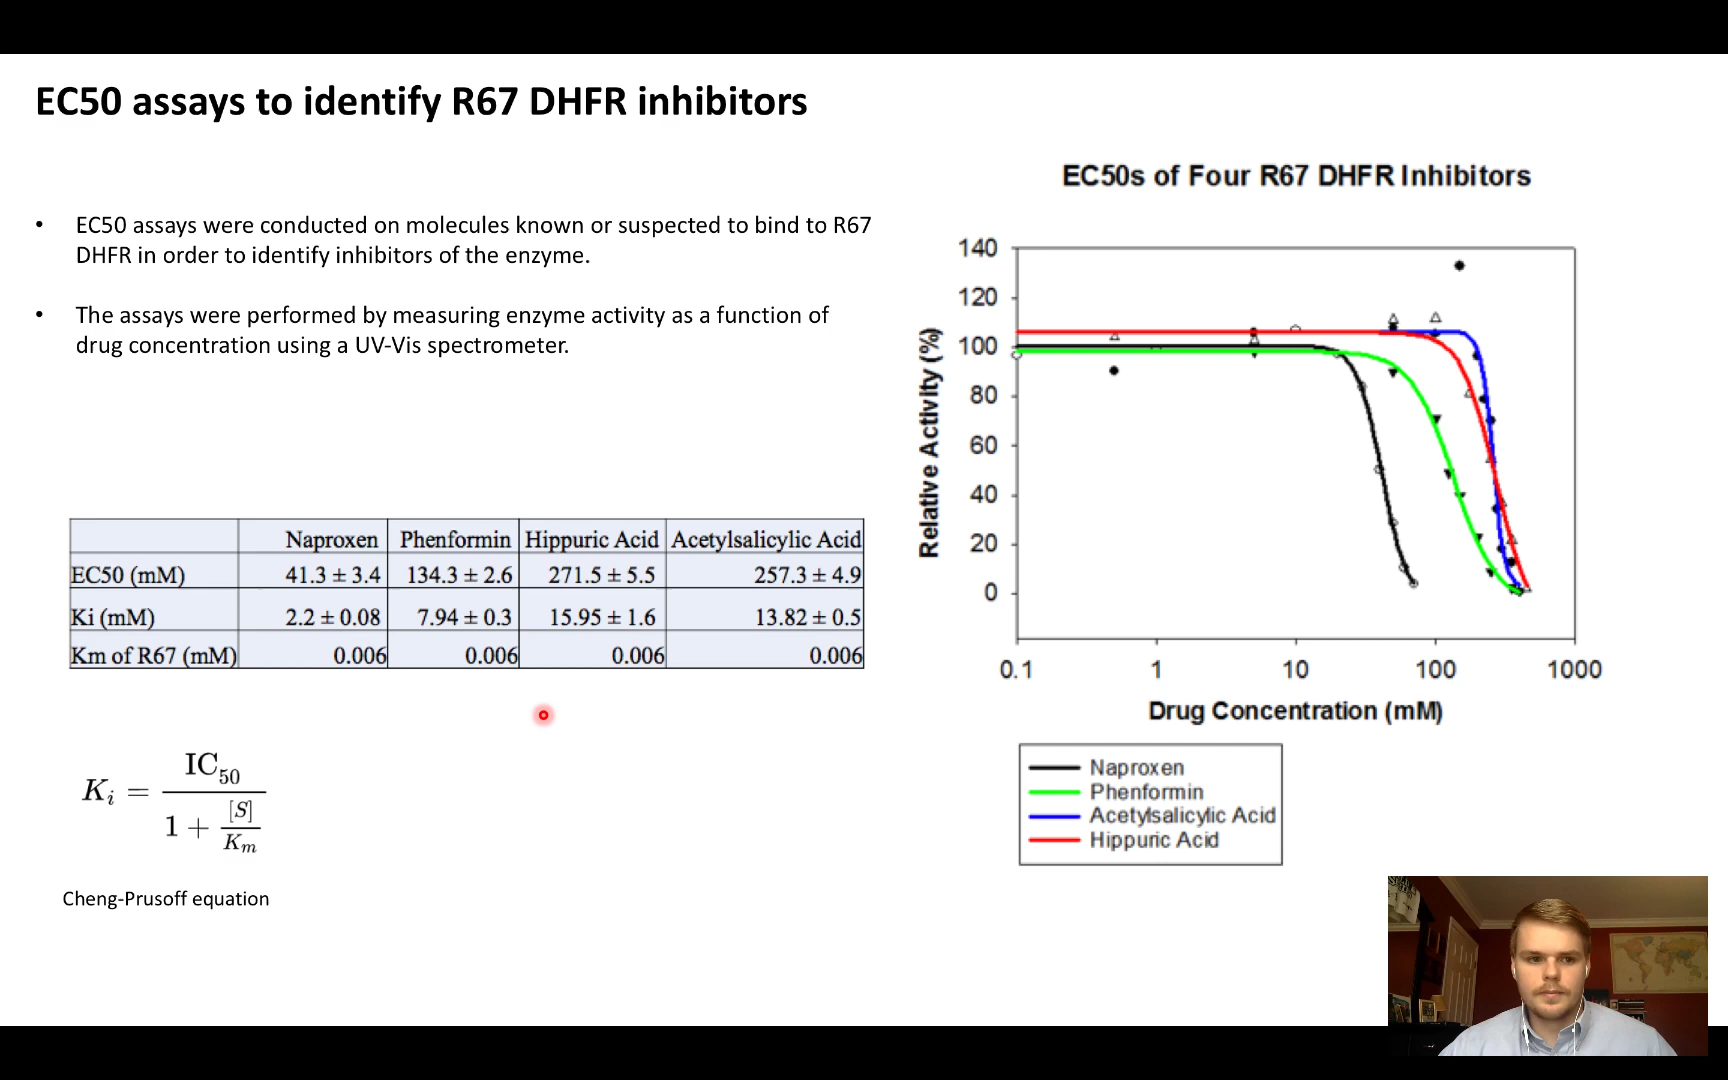 EC50 assays to identify R67 DHFR inhibitors
• EC50 assays were conducted on molecules known or suspected to bind to R67
DHFR in order to identify inhibitors of the enzyme.
• The assays were performed by measuring enzyme activity as a function of
drug concentration using a UV-Vis spectrometer.
Naproxen Phenformin Hippuric Acid Acetylsalicylic Acid
EC50 (mM) 41.3 ± 3.4 134.3 ± 2.6 271.5 ± 5.5 257.3 ± 4.9
Ki (mM) 2.2 ± 0.08 7.94 ± 0.3 15.95 ± 1.6 13.82 ± 0.5
Km of R67 (mM) 0.006 0.006 0.006 0.006
K_i = IC_50 / (1 + [S] / K_m)
Cheng-Prusoff equation
EC50s of Four R67 DHFR Inhibitors
Relative Activity (%)
140
120
100
80
60
40
20
0
0.1 1 10 100 1000
Drug Concentration (mM)
Naproxen
Phenformin
Acetylsalicylic Acid
Hippuric Acid